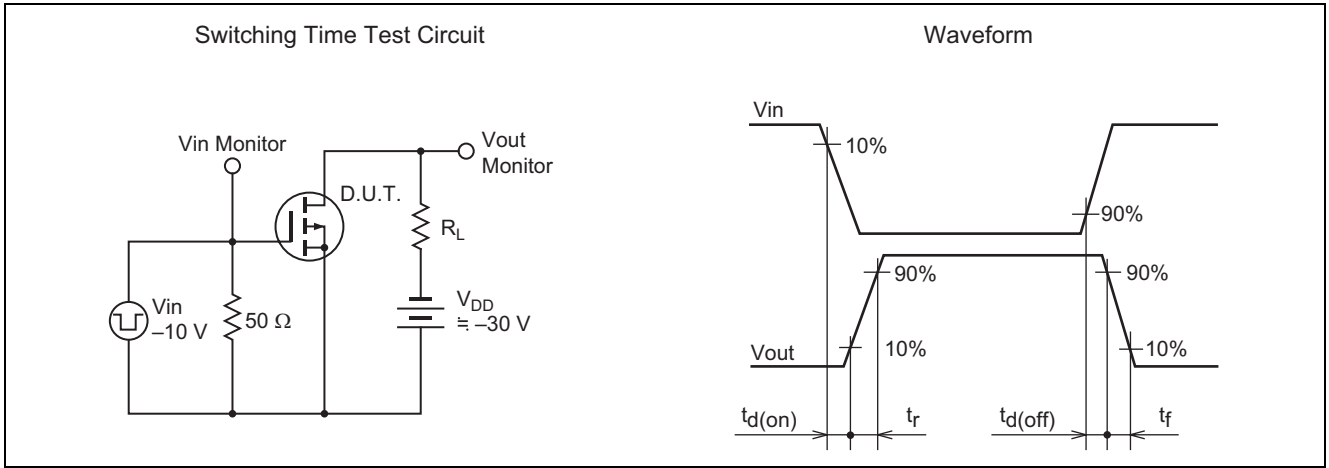 Switching Time Test Circuit
Vin Monitor
Vout
Monitor
D.U.T.
RL
Vin
–10 V
50 Ω
VDD
≒ –30 V
Waveform
Vin
10%
90%
90%
90%
Vout
10%
10%
td(on)
tr
td(off)
tf